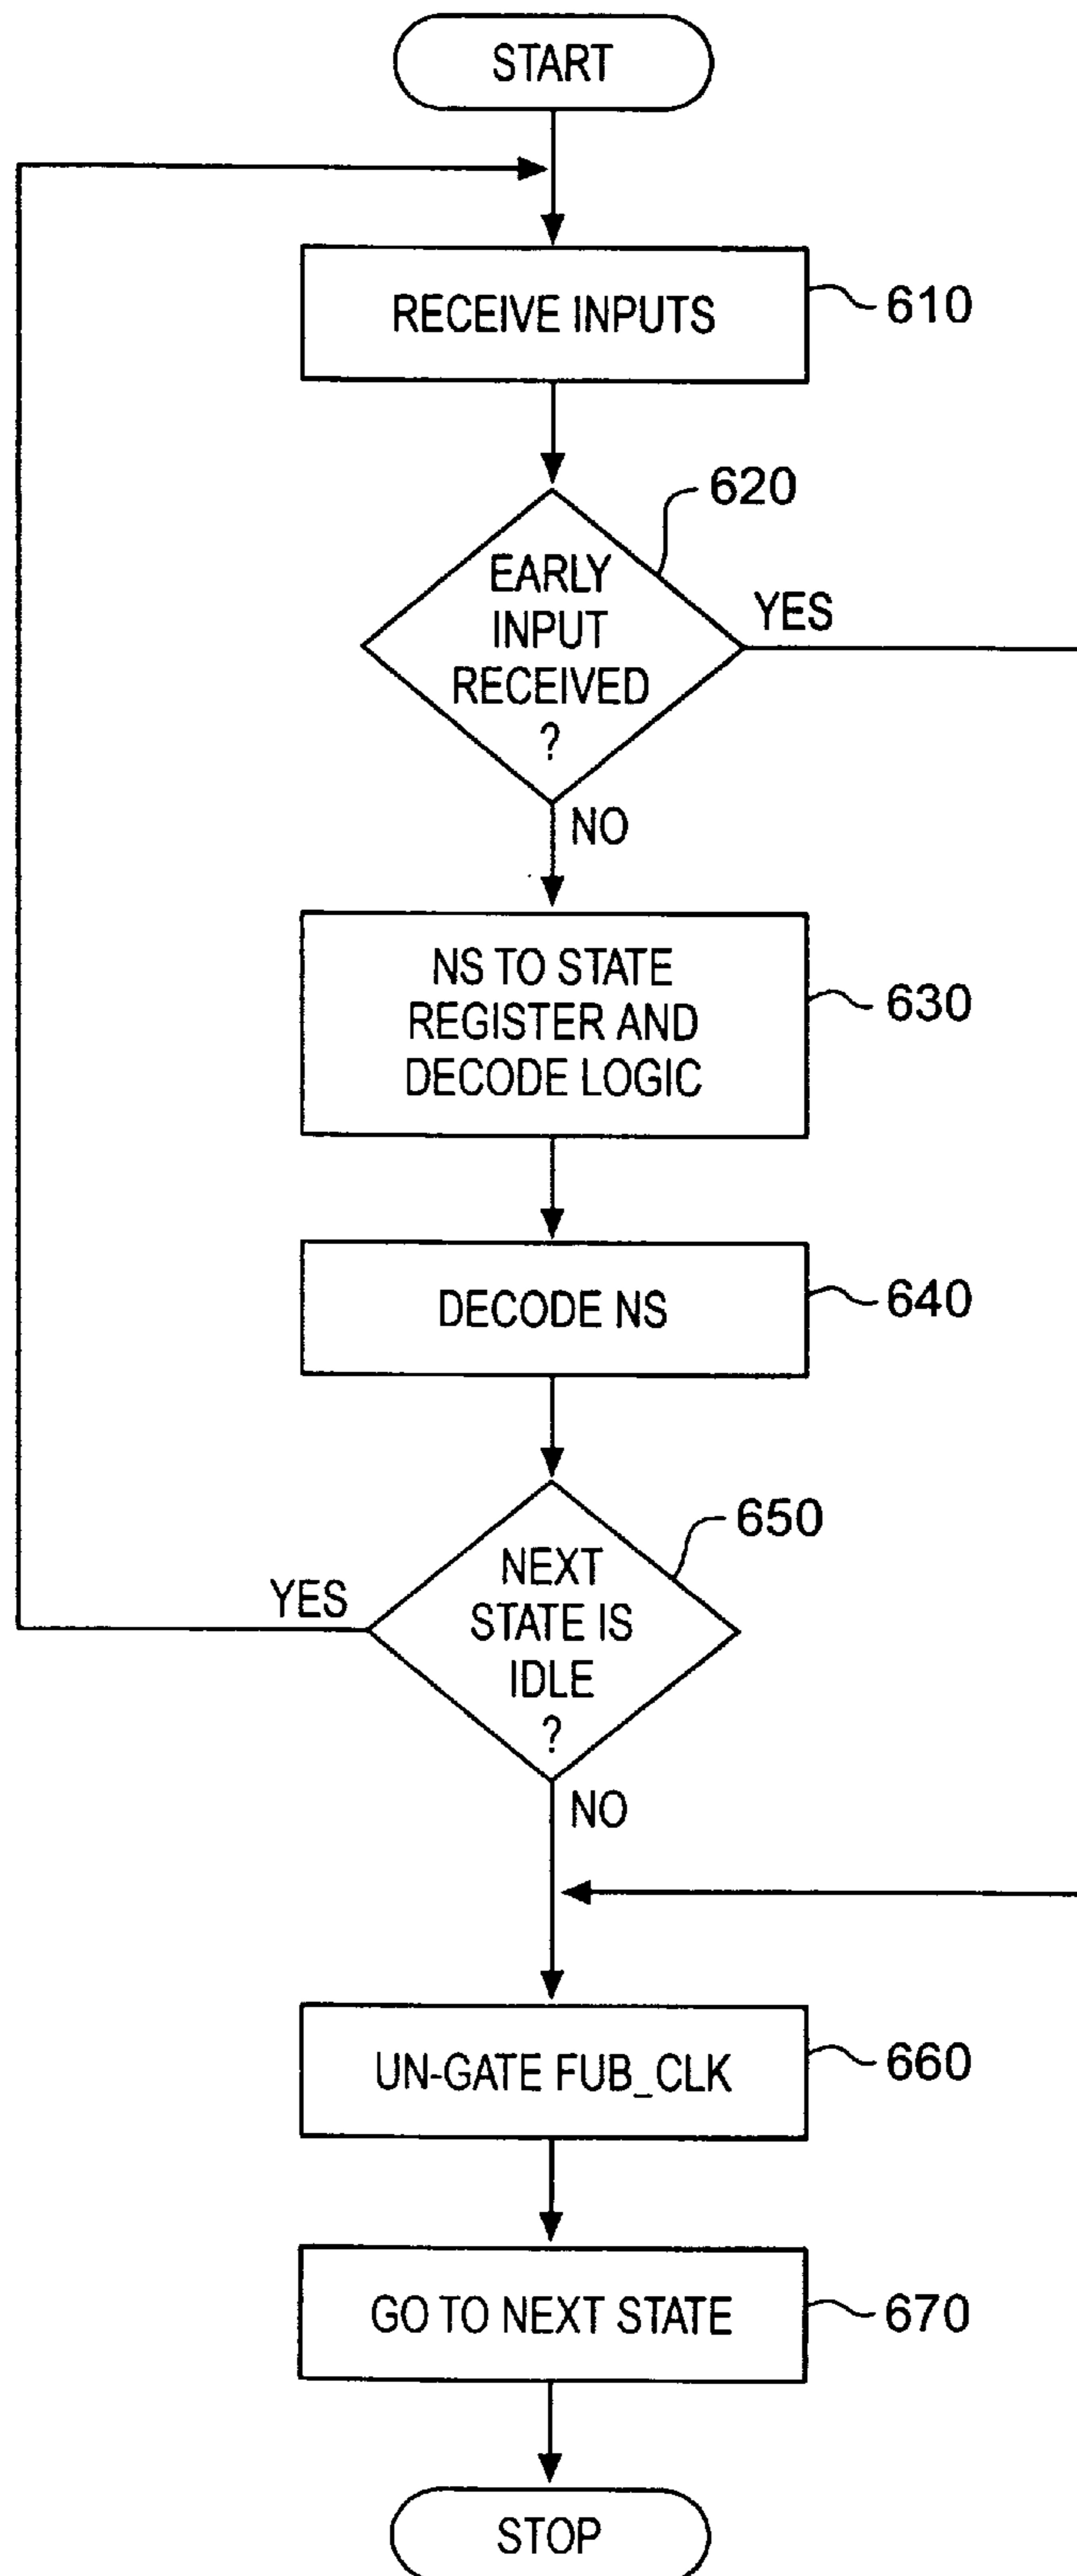 START
RECEIVE INPUTS
610
620
EARLY
INPUT
RECEIVED
?
YES
NO
NS TO STATE
REGISTER AND
DECODE LOGIC
630
DECODE NS
640
650
NEXT
STATE IS
IDLE
?
YES
NO
UN-GATE FUB_CLK
660
GO TO NEXT STATE
670
STOP